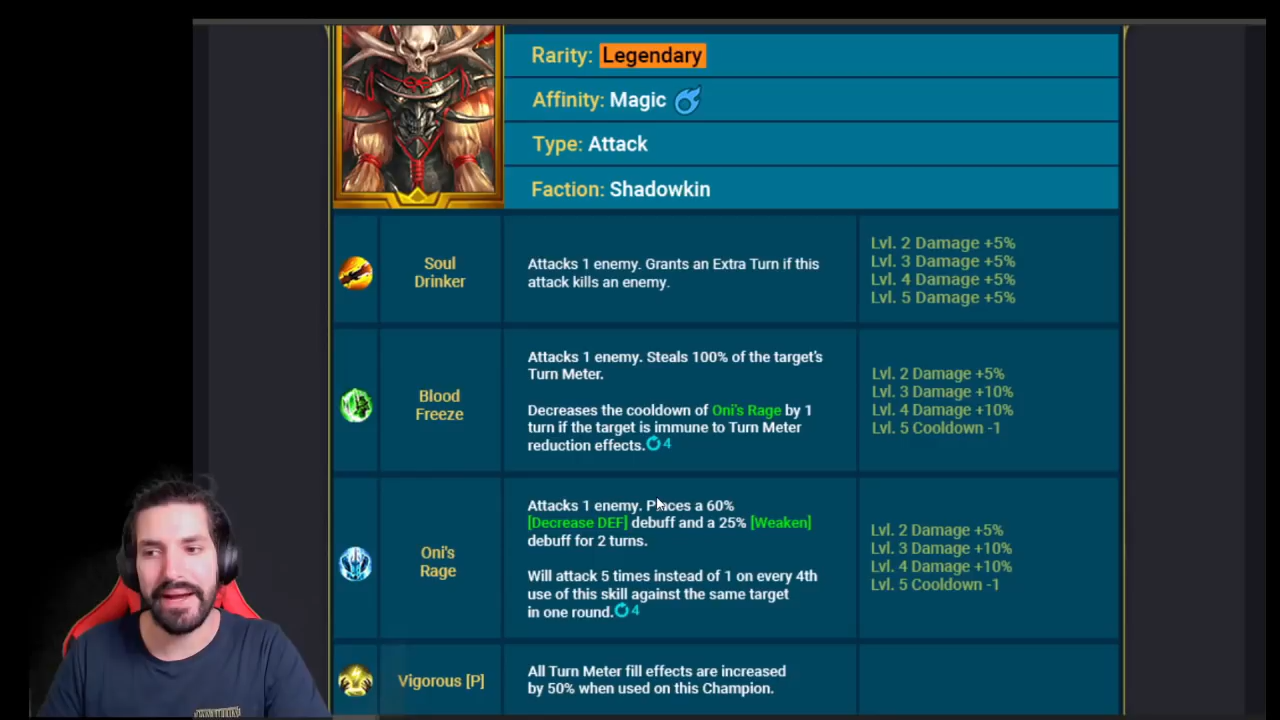 Rarity: Legendary
Affinity: Magic
Type: Attack
Faction: Shadowkin
Soul
Drinker
Attacks 1 enemy. Grants an Extra Turn if this
attack kills an enemy.
Lvl. 2 Damage +5%
Lvl. 3 Damage +5%
Lvl. 4 Damage +5%
Lvl. 5 Damage +5%
Blood
Freeze
Attacks 1 enemy. Steals 100% of the target's
Turn Meter.
Decreases the cooldown of Oni's Rage by 1
turn if the target is immune to Turn Meter
reduction effects. 4
Lvl. 2 Damage +5%
Lvl. 3 Damage +10%
Lvl. 4 Damage +10%
Lvl. 5 Cooldown -1
Oni's
Rage
Attacks 1 enemy. Places a 60%
[Decrease DEF] debuff and a 25% [Weaken]
debuff for 2 turns.
Will attack 5 times instead of 1 on every 4th
use of this skill against the same target
in one round. 4
Lvl. 2 Damage +5%
Lvl. 3 Damage +10%
Lvl. 4 Damage +10%
Lvl. 5 Cooldown -1
Vigorous [P]
All Turn Meter fill effects are increased
by 50% when used on this Champion.